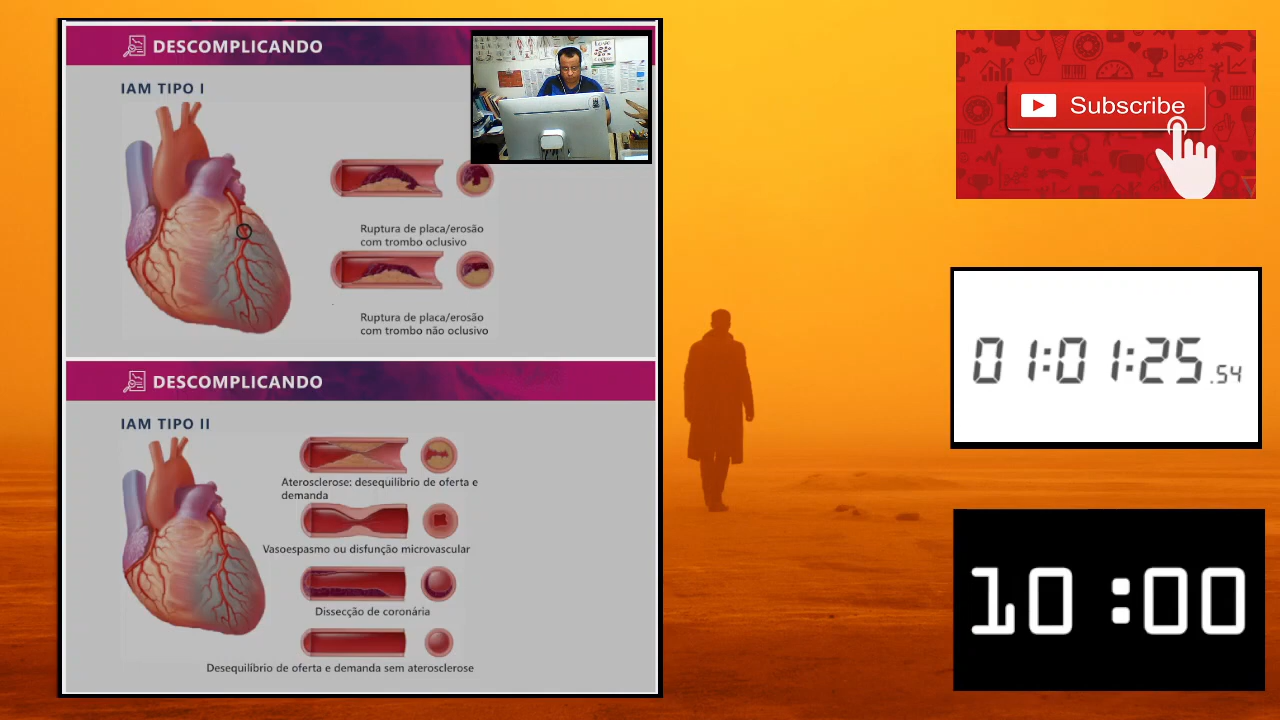 DESCOMPLICANDO
IAM TIPO I
Ruptura de placa/erosão
com trombo oclusivo
Ruptura de placa/erosão
com trombo não oclusivo
DESCOMPLICANDO
IAM TIPO II
Aterosclerose: desequilíbrio de oferta e
demanda
Vasoespasmo ou disfunção microvascular
Dissecção de coronária
Desequilíbrio de oferta e demanda sem aterosclerose
Subscribe
01:01:25.54
10:00